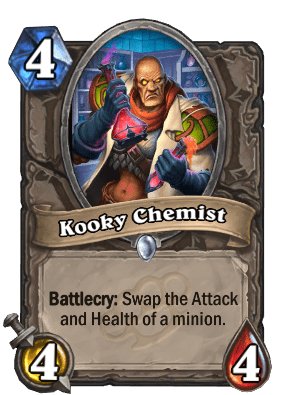 4
Kooky Chemist
Battlecry: Swap the Attack
and Health of a minion.
4
4